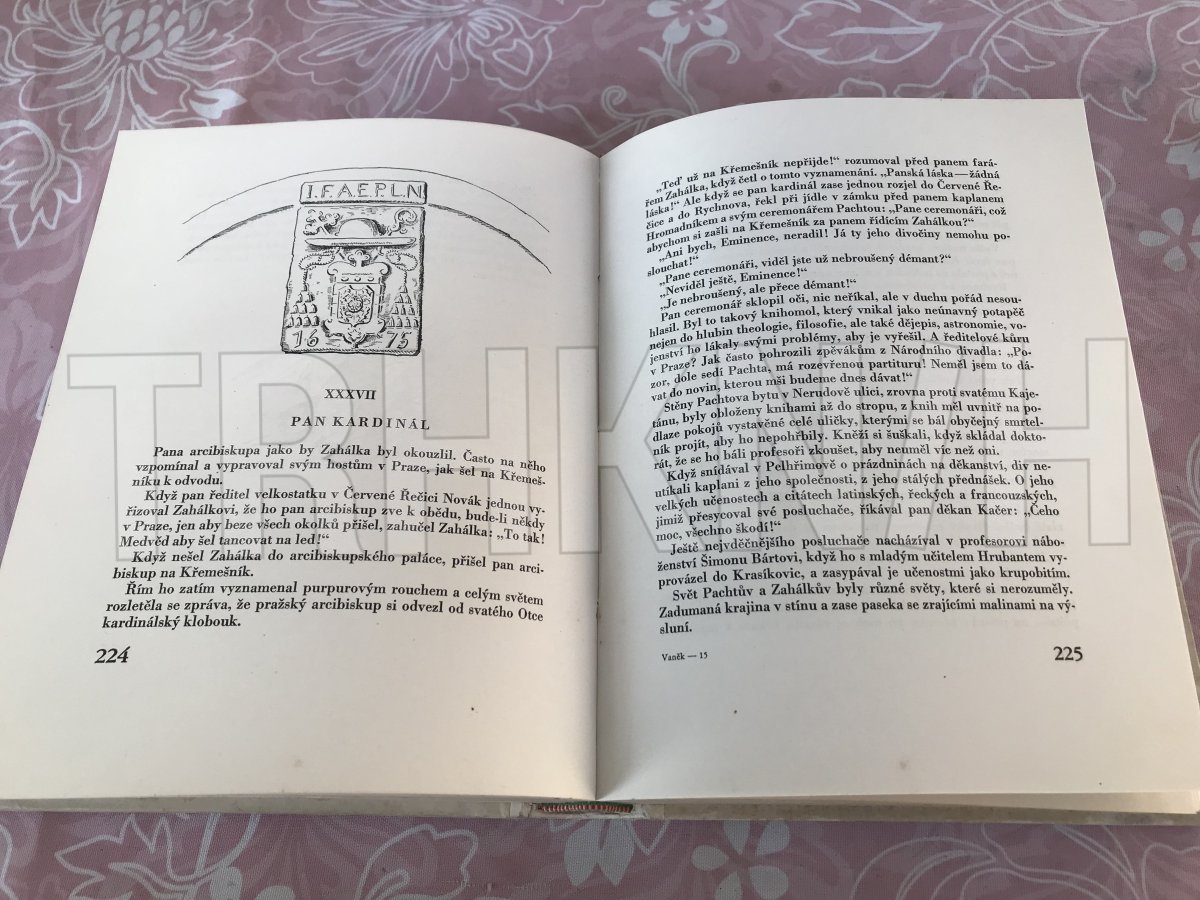 I.F.A.E.P.L.N
16 75
XXXVII
PAN KARDINÁL
Pana arcibiskupa jako by Zahálka byl okouzlil. Často na něho
vzpomínal a vypravoval svým hostům v Praze, jak šel na Křemeš-
níku k odvodu.
Když pan ředitel velkostatku v Červené Řečici Novák jednou vy-
řizoval Zahálkovi, že ho pan arcibiskup zve k obědu, bude-li někdy
v Praze, jen aby beze všech okolků přišel, zahučel Zahálka: „To tak!
Medvěd aby šel tancovat na led!“
Když nešel Zahálka do arcibiskupského paláce, přišel pan arci-
biskup na Křemešník.
Řím ho zatím vyznamenal purpurovým rouchem a celým světem
rozletěla se zpráva, že pražský arcibiskup si odvezl od svatého Otce
kardinálský klobouk.
224
„Teď už na Křemešník nepřijde!“ rozumoval před panem fará-
řem Zahálka, když četl o tomto vyznamenání. „Panská láska — žádná
láska!“ Ale když se pan kardinál zase jednou rozjel do Červené Ře-
čice a do Rychnova, řekl při jídle v zámku před panem kaplanem
Hromadníkem a svým ceremonářem Pachtou: „Pane ceremonáři, což
abychom si zašli na Křemešník za panem řídícím Zahálkou?“
„Ani bych, Eminence, neradil! Já ty jeho divočiny nemohu po-
slouchat!“
„Pane ceremonáři, viděl jste už nebroušený démant?“
„Neviděl ještě, Eminence!“
„Je nebroušený, ale přece démant!“
Pan ceremonář sklopil oči, nic neříkal, ale v duchu pořád nesou-
hlasil. Byl to takový knihomol, který vnikal jako neúnavný potapěč
nejen do hlubin theologie, filosofie, ale také dějepis, astronomie, vo-
jenství ho lákaly svými problémy, aby je vyřešil. A ředitelové kůru
v Praze? Jak často pohrozili zpěvákům z Národního divadla: „Po-
zor, dole sedí Pachta, má rozevřenou partituru! Neměl jsem to dá-
vat do novin, kterou mši budeme dnes dávat!“
Stěny Pachtova bytu v Nerudově ulici, zrovna proti svatému Kaje-
tánu, byly obloženy knihami až do stropu, z knih měl uvnitř na po-
dlaze pokojů vystavěné celé uličky, kterými se bál obyčejný smrtel-
ník projít, aby ho nepohřbily. Kněží si šuškali, když skládal dokto-
rát, že se ho báli profesoři zkoušet, aby neuměl víc než oni.
Když snídával v Pelhřimově o prázdninách na děkanství, div ne-
utíkali kaplani z jeho společnosti, z jeho stálých přednášek. O jeho
velkých učenostech a citátech latinských, řeckých a francouzských,
jimiž přesycoval své posluchače, říkával pan děkan Kačer: „Čeho
moc, všechno škodí!“
Ještě nejvděčnějšího posluchače nacházíval v profesorovi nábo-
ženství Šimonu Bártovi, když ho s mladým učitelem Hrubantem vy-
provázel do Krasíkovic, a zasypával je učenostmi jako krupobitím.
Svět Pachtův a Zahálkův byly různé světy, které si nerozuměly.
Zadumaná krajina v stínu a zase paseka se zrajícími malinami na vý-
sluní.
Vaněk — 15
225
TRHKNIH